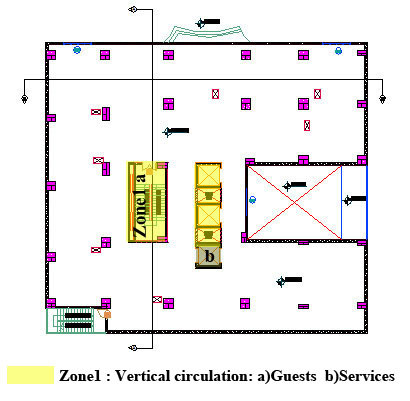 Zone1 a
b
Zone1 : Vertical circulation: a)Guests b)Services